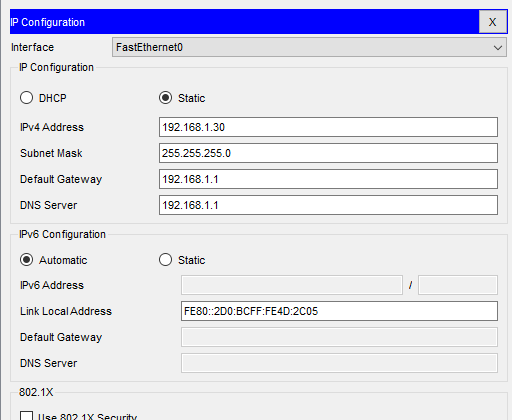 IP Configuration X
Interface FastEthernet0
IP Configuration
DHCP Static
IPv4 Address 192.168.1.30
Subnet Mask 255.255.255.0
Default Gateway 192.168.1.1
DNS Server 192.168.1.1
IPv6 Configuration
Automatic Static
IPv6 Address /
Link Local Address FE80::2D0:BCFF:FE4D:2C05
Default Gateway
DNS Server
802.1X
Use 802.1X Security